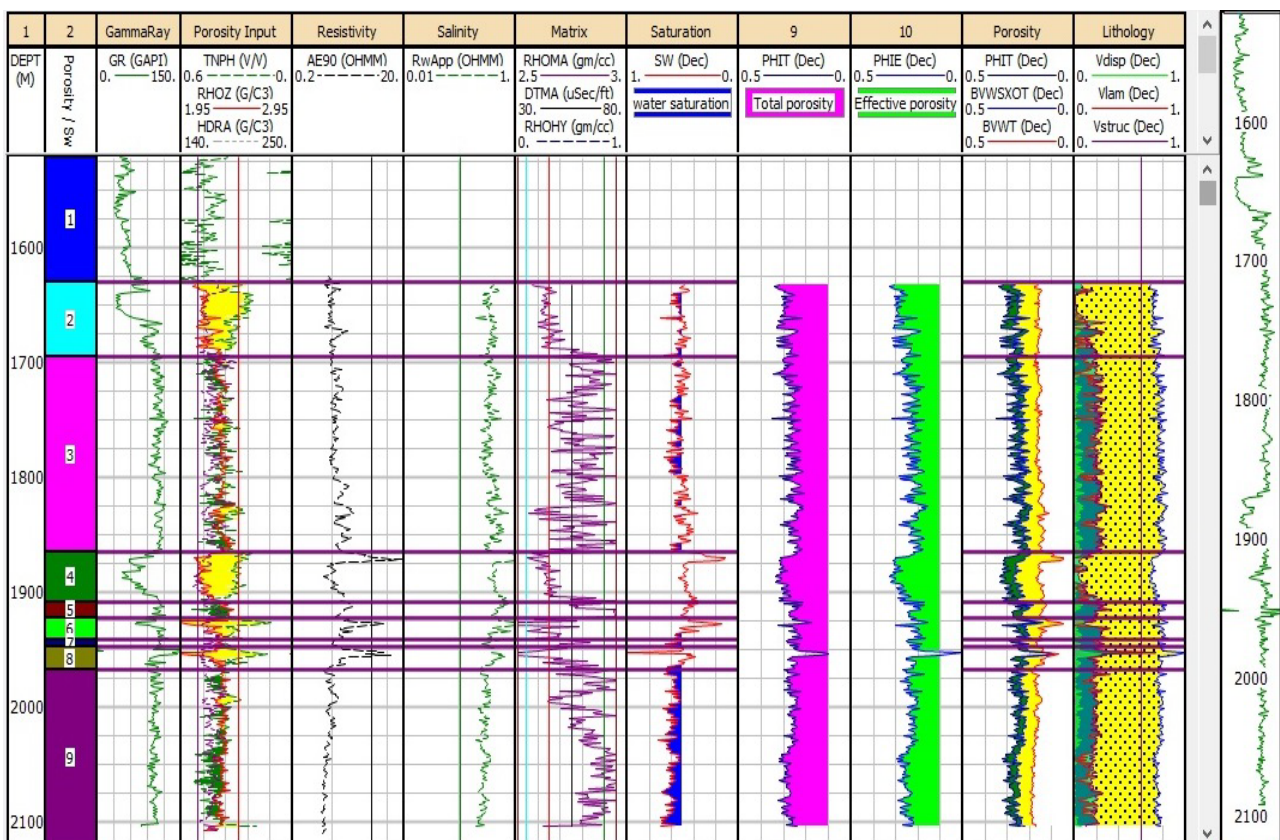 1 2 GammaRay Porosity Input Resistivity Salinity Matrix Saturation 9 10 Porosity Lithology
DEPT (M)
Porosity / Sw
GR (GAPI)
0. 150.
TNPH (V/V)
0.6 0.
RHOZ (G/C3)
1.95 2.95
HDRA (G/C3)
140. 250.
AE90 (OHMM)
0.2 20.
RwApp (OHMM)
0.01 1.
RHOMA (gm/cc)
2.5 3.
DTMA (uSec/ft)
30. 80.
RHOHY (gm/cc)
0. 1.
SW (Dec)
1. 0.
water saturation
PHIT (Dec)
0.5 0.
Total porosity
PHIE (Dec)
0.5 0.
Effective porosity
PHIT (Dec)
0.5 0.
BVWSXOT (Dec)
0.5 0.
BVWT (Dec)
0.5 0.
Vdisp (Dec)
0. 1.
Vlam (Dec)
0. 1.
Vstruc (Dec)
0. 1.
1600
1700
1800
1900
2000
2100
1
2
3
4
5
6
7
8
9
1600
1700
1800
1900
2000
2100